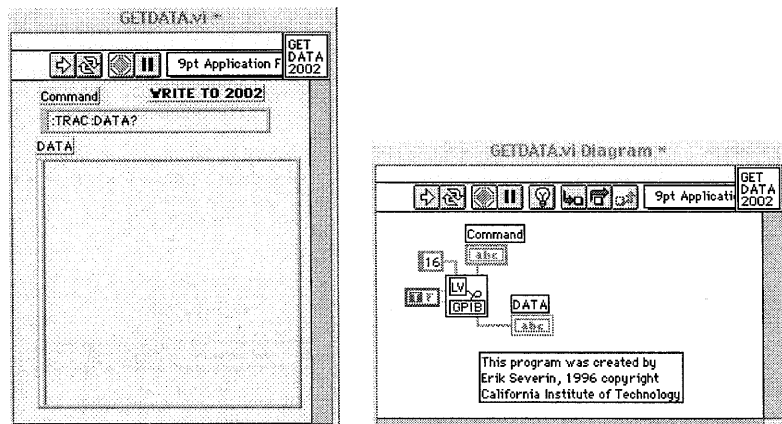 GETDATA.vi *
GET
DATA
2002
9pt Application F
Command
WRITE TO 2002
:TRAC:DATA?
DATA
GETDATA.vi Diagram *
GET
DATA
2002
9pt Applicati
Command
abc
16
LV
GPIB
T F
DATA
abc
This program was created by
Erik Severin, 1996 copyright
California Institute of Technology